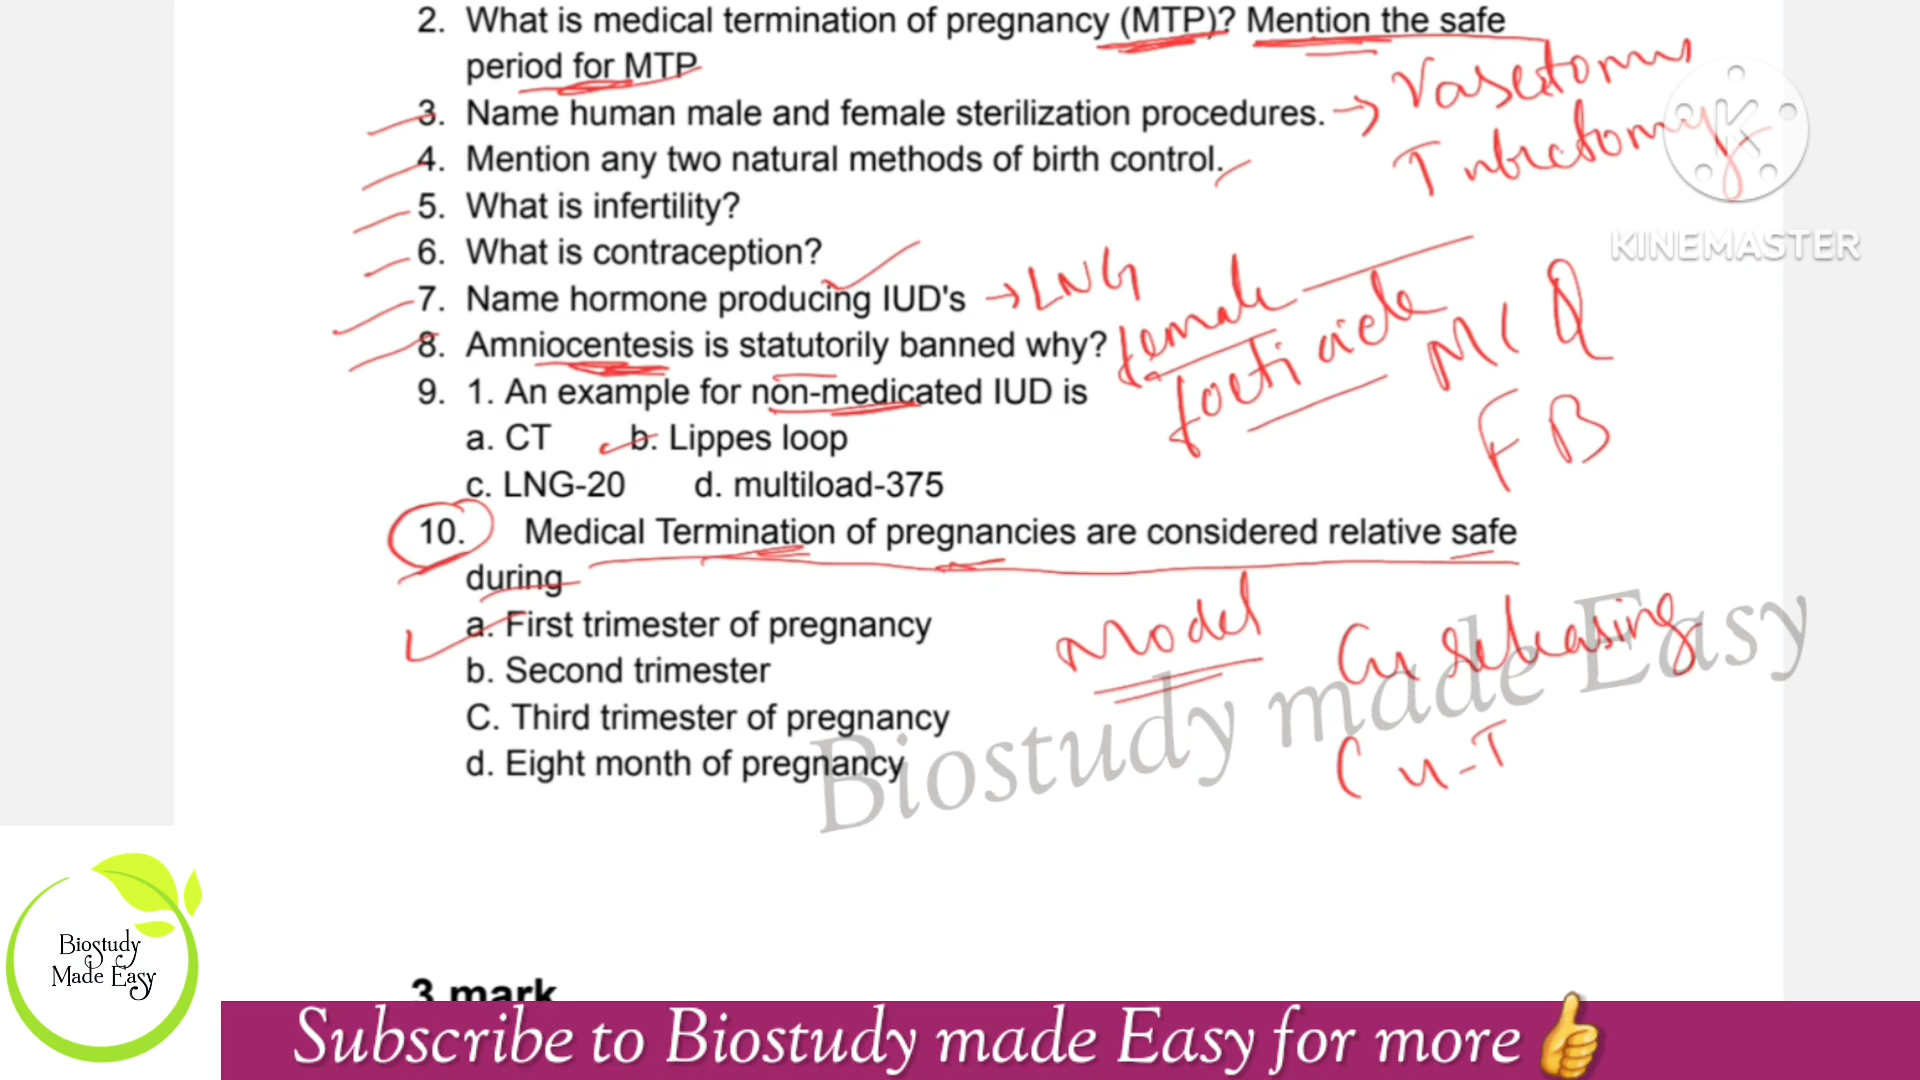 2. What is medical termination of pregnancy (MTP)? Mention the safe
period for MTP
3. Name human male and female sterilization procedures. → Vasectomy
Tubectomy
4. Mention any two natural methods of birth control.
5. What is infertility?
6. What is contraception?
7. Name hormone producing IUD's → LNG
8. Amniocentesis is statutorily banned why? female
foeticide
MCQ
FB
9. 1. An example for non-medicated IUD is
a. CT b. Lippes loop
c. LNG-20 d. multiload-375
10. Medical Termination of pregnancies are considered relative safe
during
a. First trimester of pregnancy
b. Second trimester
C. Third trimester of pregnancy
d. Eight month of pregnancy
Model
Cu releasing
Cu-T
Biostudy made Easy
K
KINEMASTER
3 mark
Biostudy
Made Easy
Subscribe to Biostudy made Easy for more